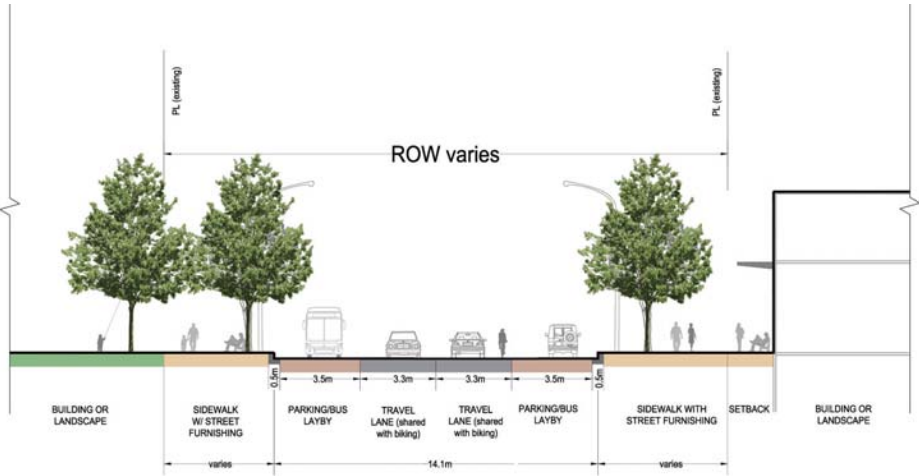 PL (existing)
PL (existing)
ROW varies
0.5m
3.5m
3.3m
3.3m
3.5m
0.5m
BUILDING OR
LANDSCAPE
SIDEWALK
W/ STREET
FURNISHING
PARKING/BUS
LAYBY
TRAVEL
LANE (shared
with biking)
TRAVEL
LANE (shared
with biking)
PARKING/BUS
LAYBY
SIDEWALK WITH
STREET FURNISHING
SETBACK
BUILDING OR
LANDSCAPE
varies
14.1m
varies